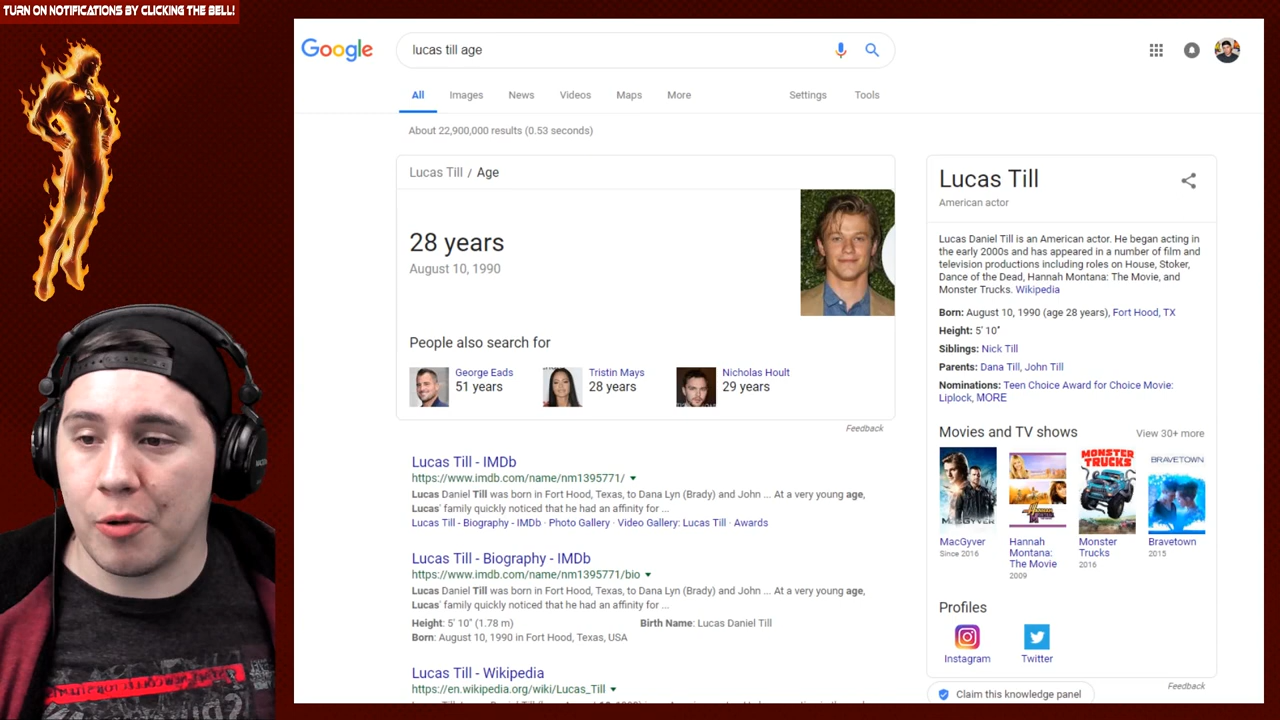 TURN ON NOTIFICATIONS BY CLICKING THE BELL!
Google
lucas till age
All
Images
News
Videos
Maps
More
Settings
Tools
About 22,900,000 results (0.53 seconds)
Lucas Till / Age
28 years
August 10, 1990
People also search for
George Eads
51 years
Tristin Mays
28 years
Nicholas Hoult
29 years
Feedback
Lucas Till - IMDb
https://www.imdb.com/name/nm1395771/
Lucas Daniel Till was born in Fort Hood, Texas, to Dana Lyn (Brady) and John ... At a very young age,
Lucas' family quickly noticed that he had an affinity for ...
Lucas Till - Biography - IMDb · Photo Gallery · Video Gallery: Lucas Till · Awards
Lucas Till - Biography - IMDb
https://www.imdb.com/name/nm1395771/bio
Lucas Daniel Till was born in Fort Hood, Texas, to Dana Lyn (Brady) and John ... At a very young age,
Lucas' family quickly noticed that he had an affinity for ...
Height: 5' 10" (1.78 m)
Birth Name: Lucas Daniel Till
Born: August 10, 1990 in Fort Hood, Texas, USA
Lucas Till - Wikipedia
https://en.wikipedia.org/wiki/Lucas_Till
Lucas Till
American actor
Lucas Daniel Till is an American actor. He began acting in
the early 2000s and has appeared in a number of film and
television productions including roles on House, Stoker,
Dance of the Dead, Hannah Montana: The Movie, and
Monster Trucks. Wikipedia
Born: August 10, 1990 (age 28 years), Fort Hood, TX
Height: 5' 10"
Siblings: Nick Till
Parents: Dana Till, John Till
Nominations: Teen Choice Award for Choice Movie:
Liplock, MORE
Movies and TV shows
View 30+ more
MACGYVER
MONSTER
TRUCKS
BRAVETOWN
MacGyver
Since 2016
Hannah
Montana:
The Movie
2009
Monster
Trucks
2016
Bravetown
2015
Profiles
Instagram
Twitter
Feedback
Claim this knowledge panel